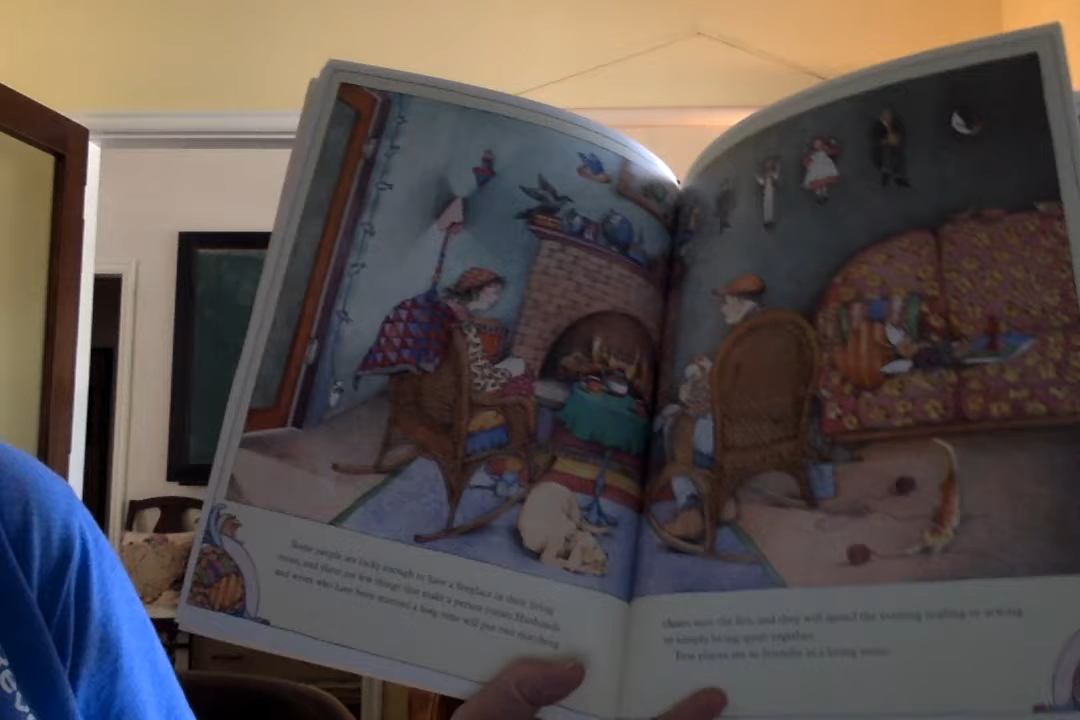 Some people are lucky enough to have a fireplace in their living
room, and there are few things that make a person cozier. Husbands
and wives who have been married a long time will pull two matching
chairs near the fire, and they will spend the evening reading or sewing
or simply being quiet together.
Few places are so friendly as a living room.